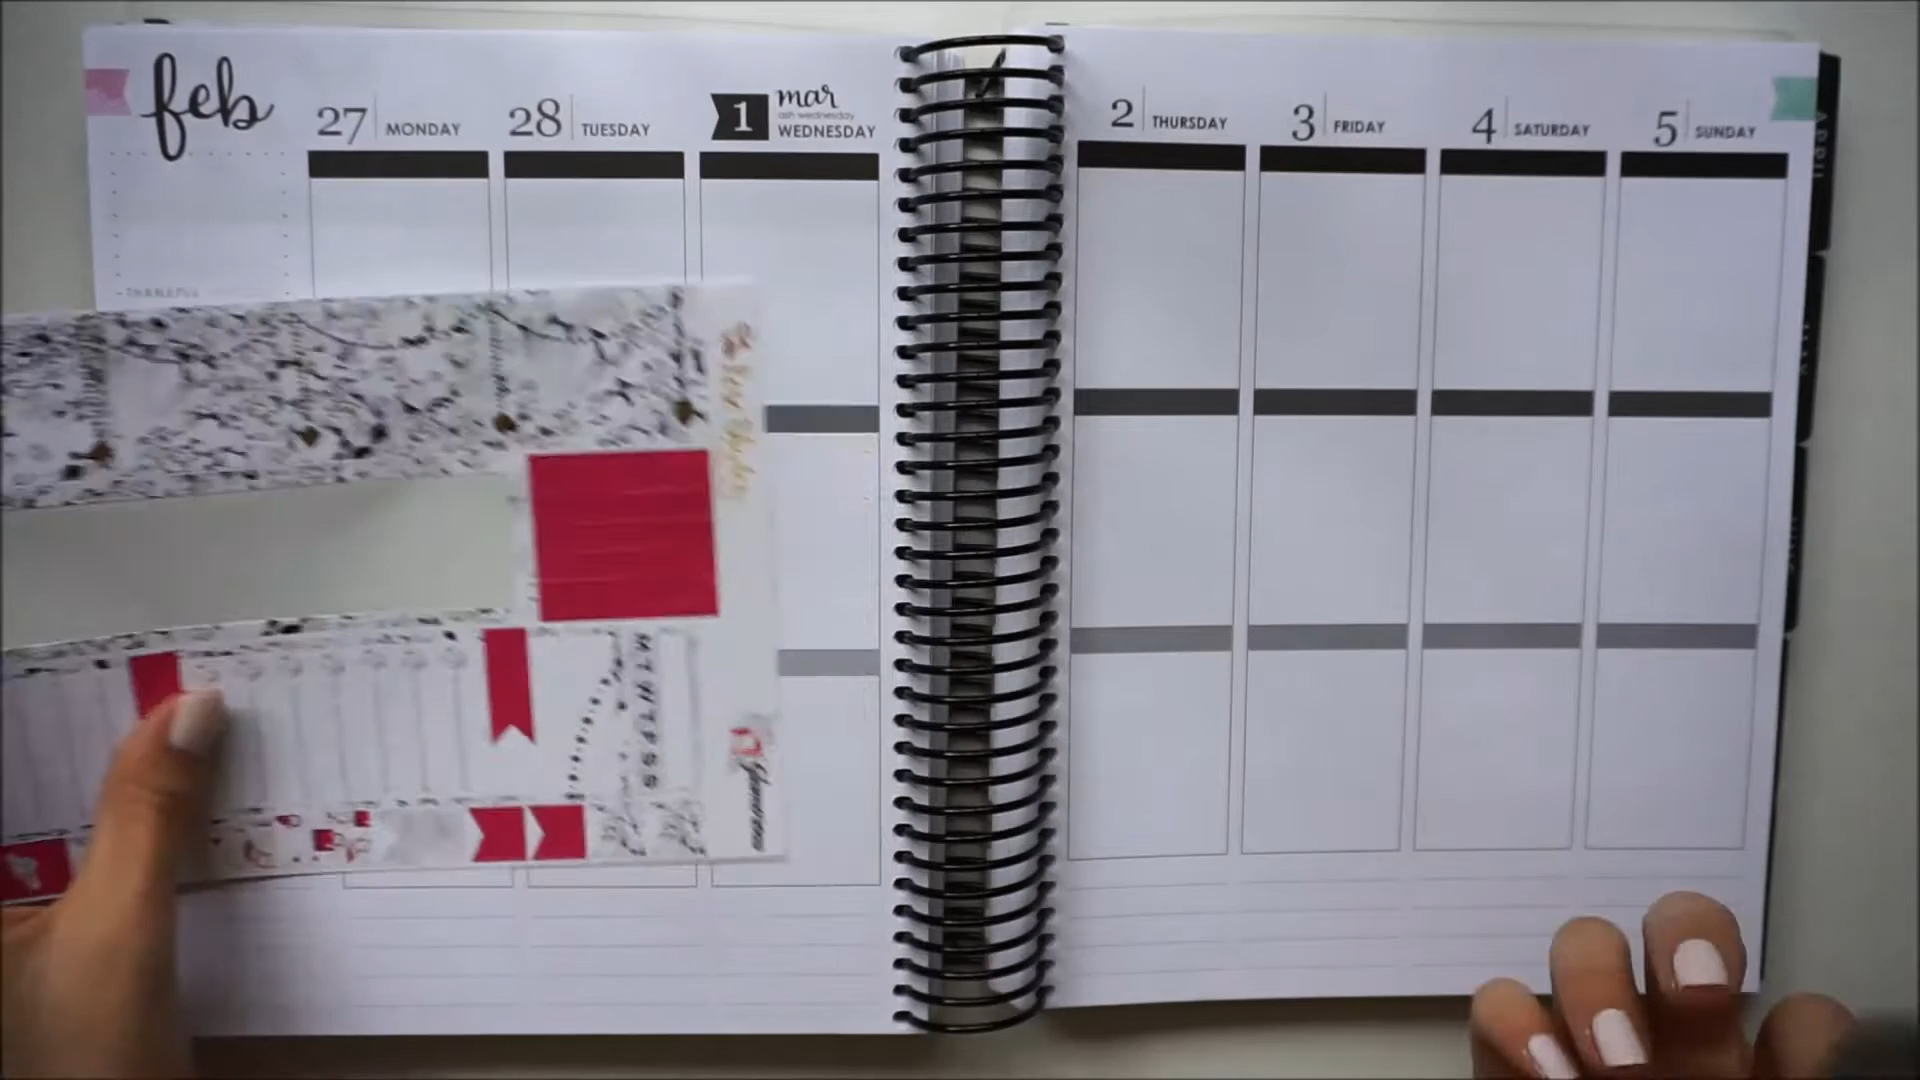 feb
27 MONDAY
28 TUESDAY
1 mar
ash wednesday
WEDNESDAY
2 THURSDAY
3 FRIDAY
4 SATURDAY
5 SUNDAY
THANKFUL
APRIL
M T W T F S S